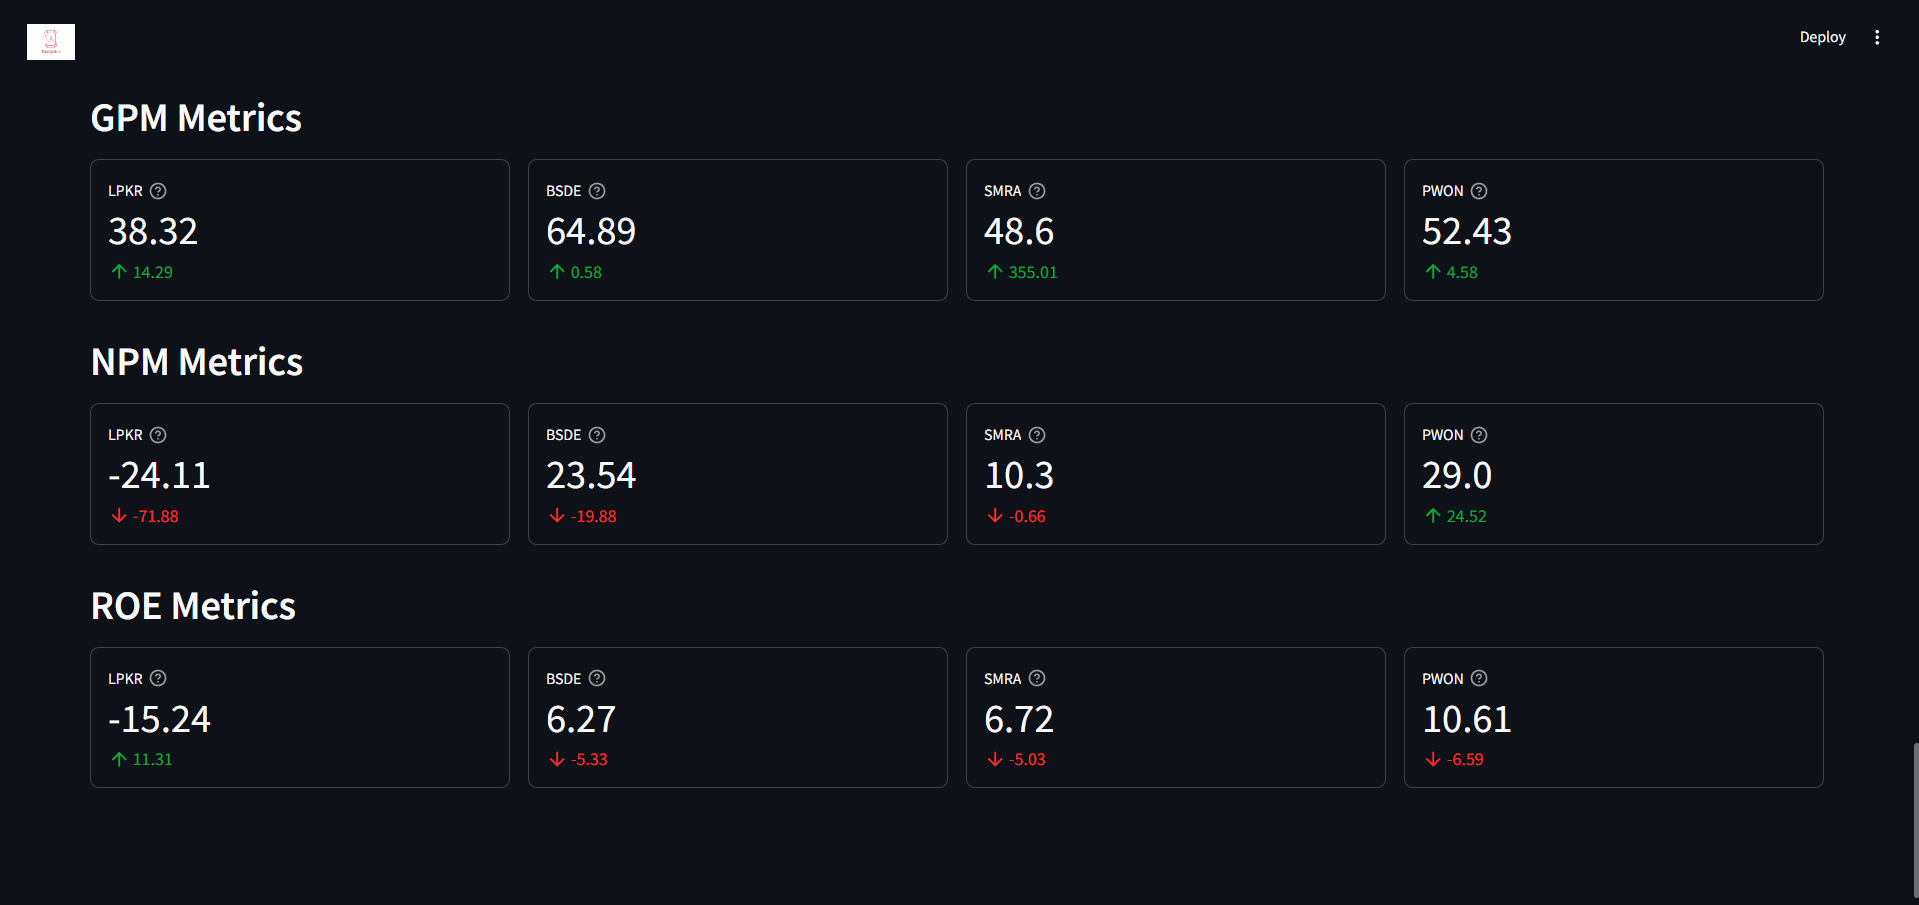 Deploy
GPM Metrics
LPKR
38.32
14.29
BSDE
64.89
0.58
SMRA
48.6
355.01
PWON
52.43
4.58
NPM Metrics
LPKR
-24.11
-71.88
BSDE
23.54
-19.88
SMRA
10.3
-0.66
PWON
29.0
24.52
ROE Metrics
LPKR
-15.24
11.31
BSDE
6.27
-5.33
SMRA
6.72
-5.03
PWON
10.61
-6.59